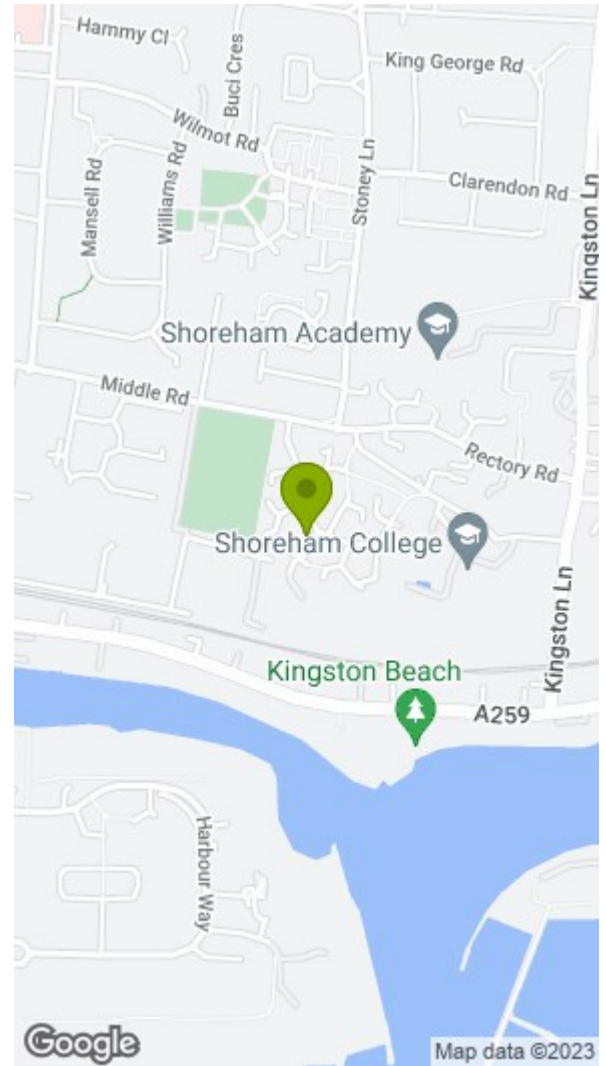 Hammy Cl
Buci Cres
King George Rd
Wilmot Rd
Mansell Rd
Williams Rd
Stoney Ln
Clarendon Rd
Kingston Ln
Shoreham Academy
Middle Rd
Rectory Rd
Shoreham College
Kingston Ln
Kingston Beach
A259
Harbour Way
Google
Map data ©2023